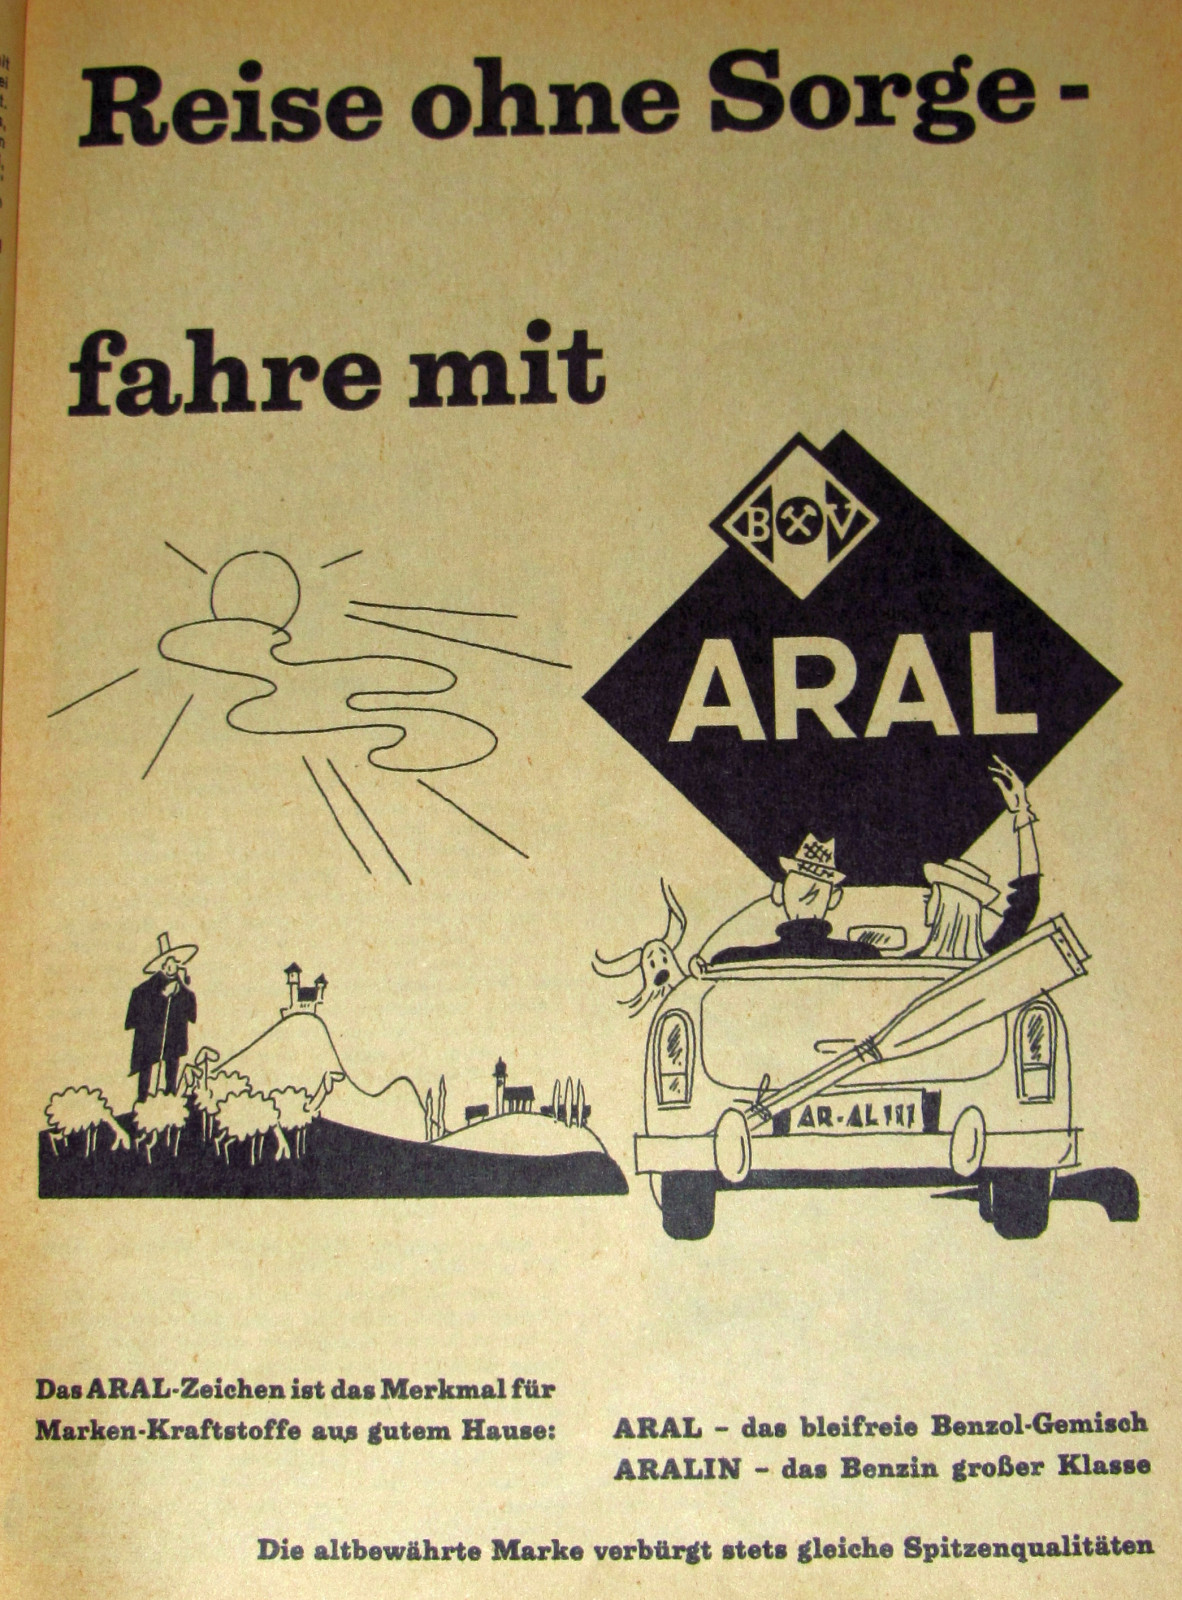 Reise ohne Sorge -
fahre mit
B V
ARAL
AR-AL 111
Das ARAL-Zeichen ist das Merkmal für
Marken-Kraftstoffe aus gutem Hause:
ARAL – das bleifreie Benzol-Gemisch
ARALIN – das Benzin großer Klasse
Die altbewährte Marke verbürgt stets gleiche Spitzenqualitäten